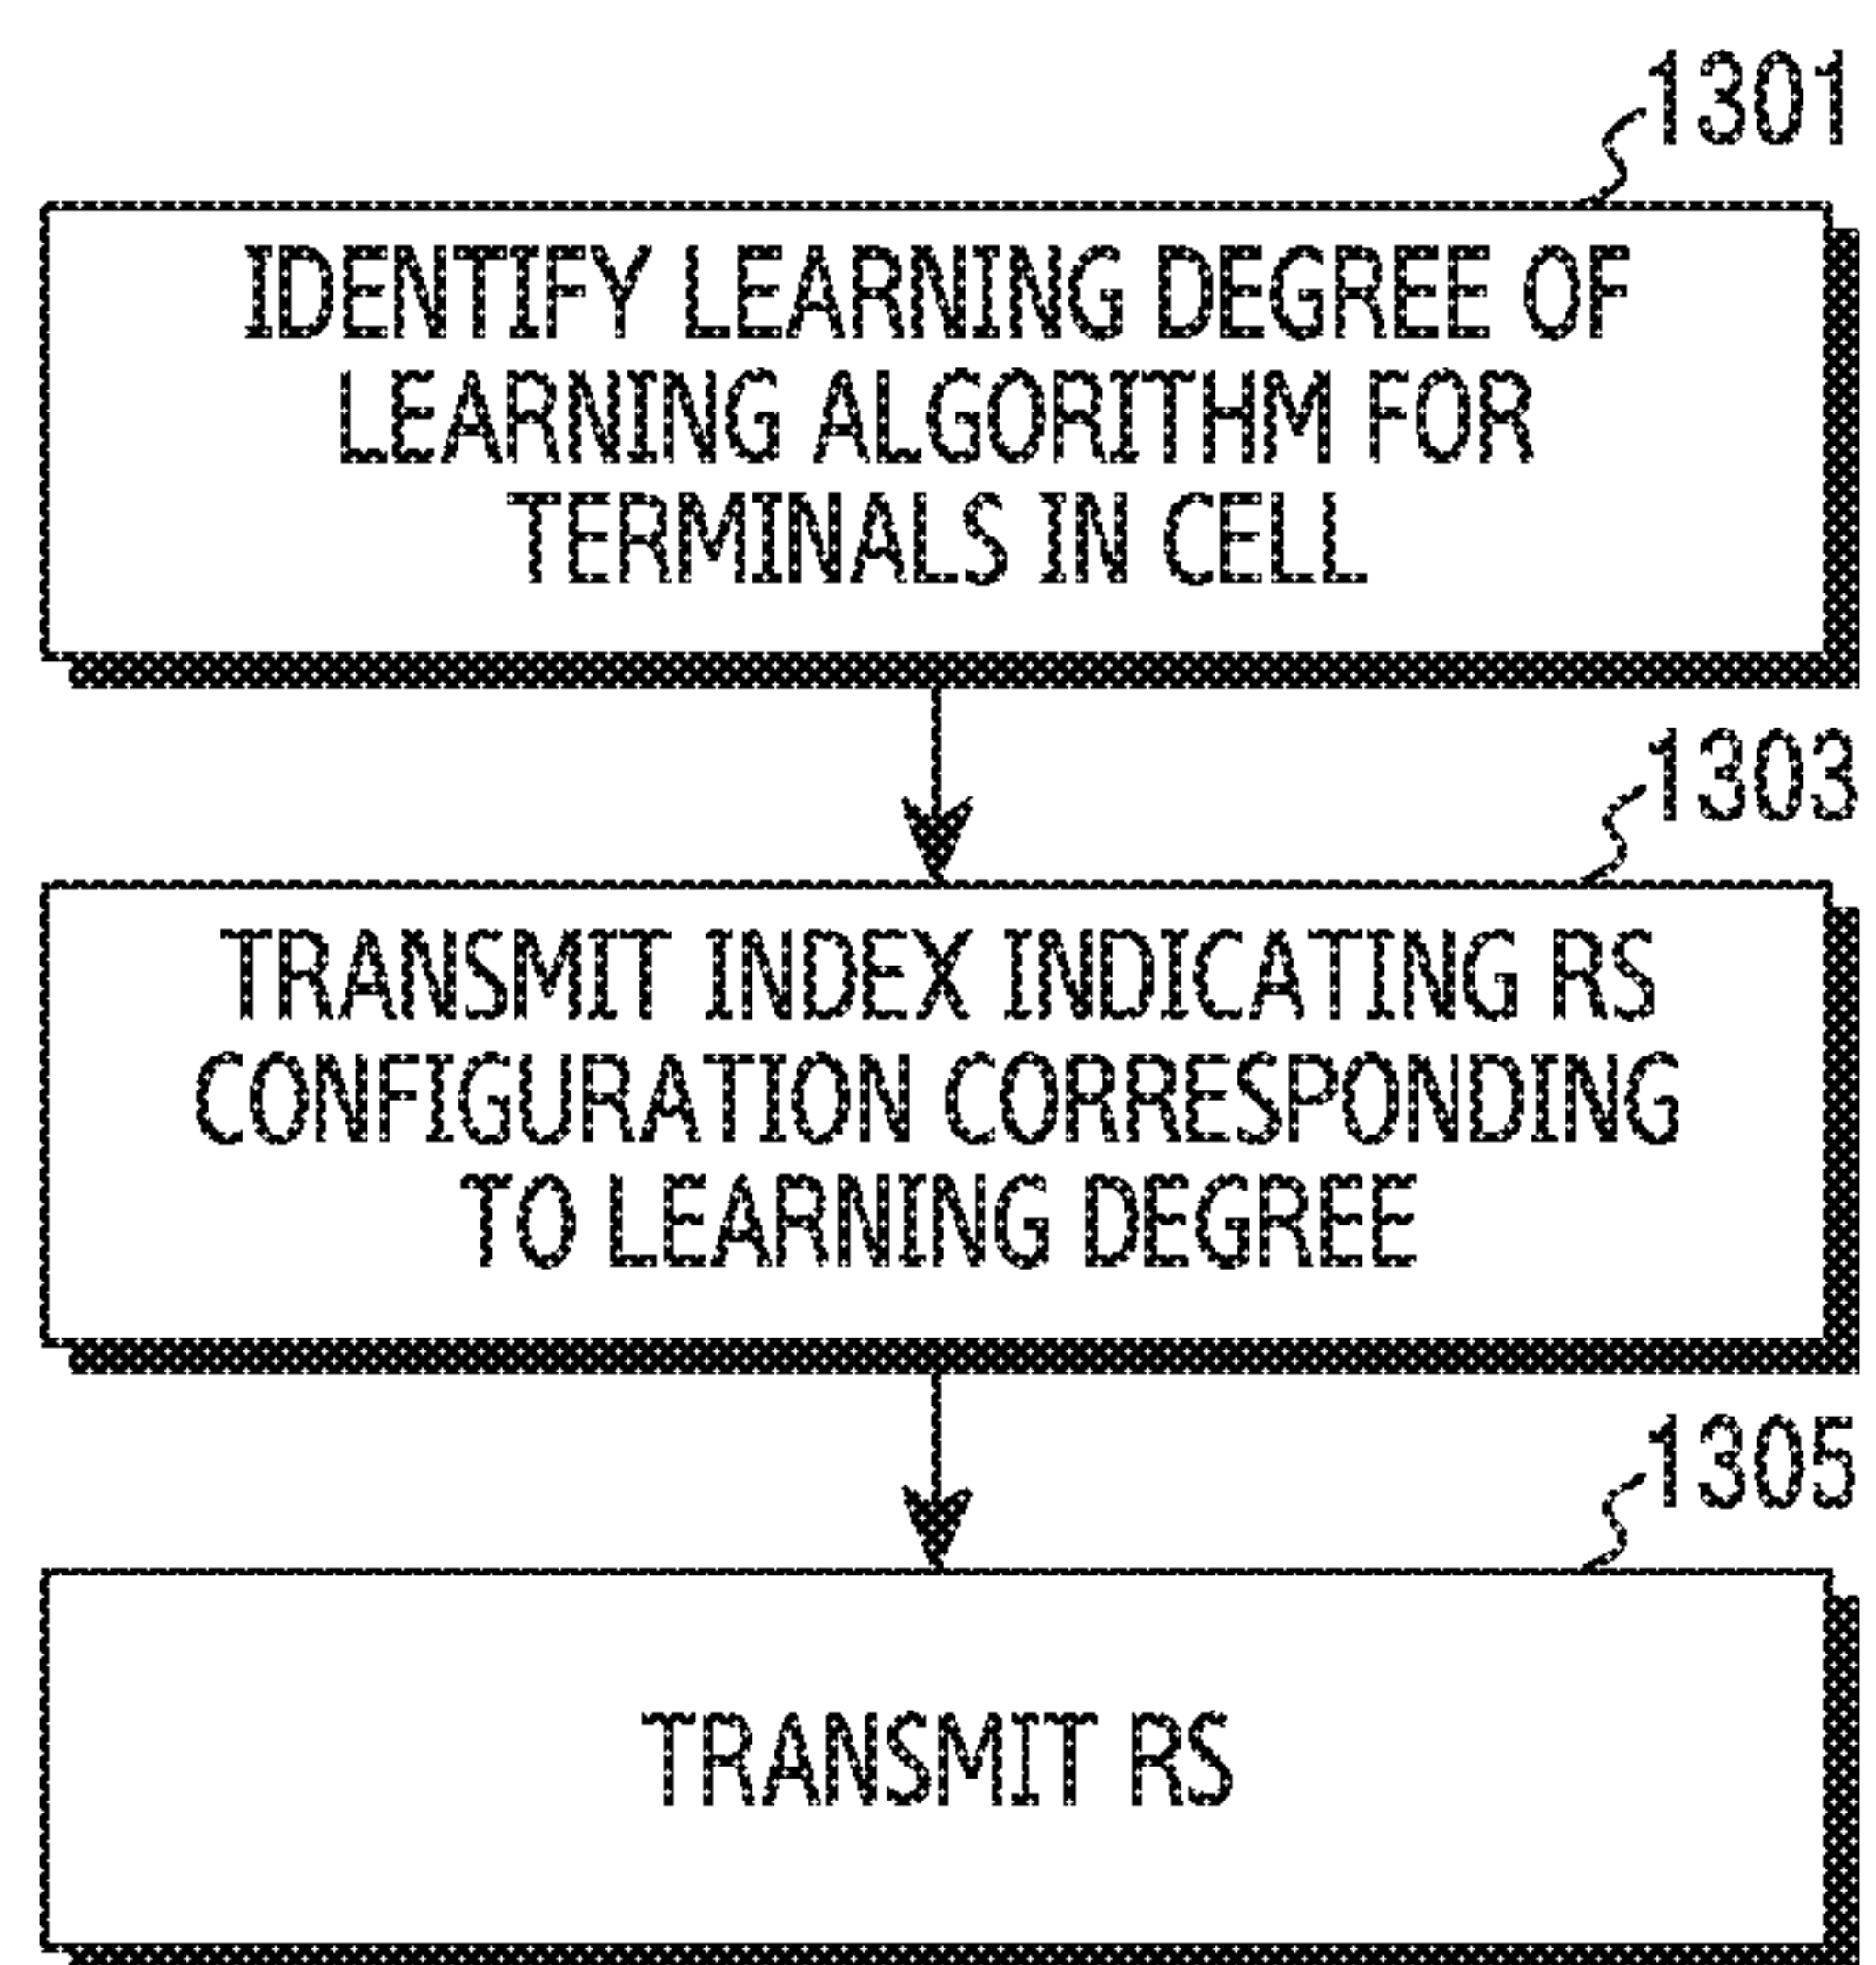 1301
IDENTIFY LEARNING DEGREE OF
LEARNING ALGORITHM FOR
TERMINALS IN CELL
1303
TRANSMIT INDEX INDICATING RS
CONFIGURATION CORRESPONDING
TO LEARNING DEGREE
1305
TRANSMIT RS